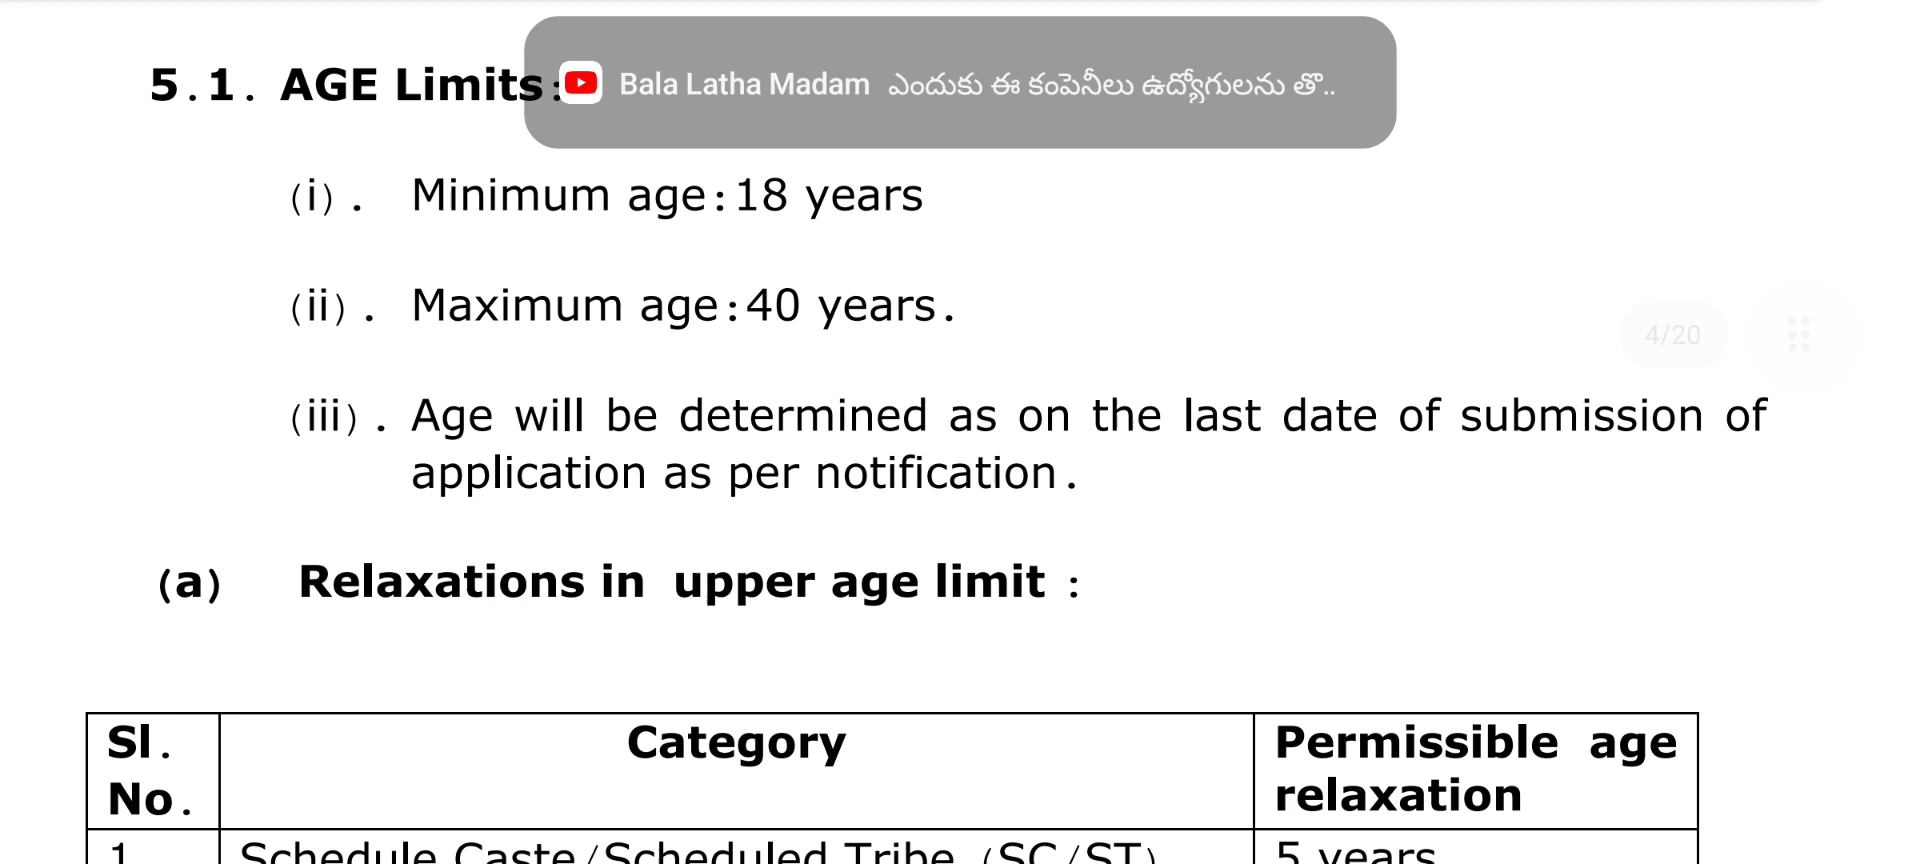 5.1. AGE Limits:
Bala Latha Madam ఎందుకు ఈ కంపెనీలు ఉద్యోగులను తొ..
(i). Minimum age:18 years
(ii). Maximum age:40 years.
4/20
(iii). Age will be determined as on the last date of submission of
application as per notification.
(a) Relaxations in upper age limit :
Sl. No.
Category
Permissible age
relaxation
1 Schedule Caste/Scheduled Tribe (SC/ST) 5 years